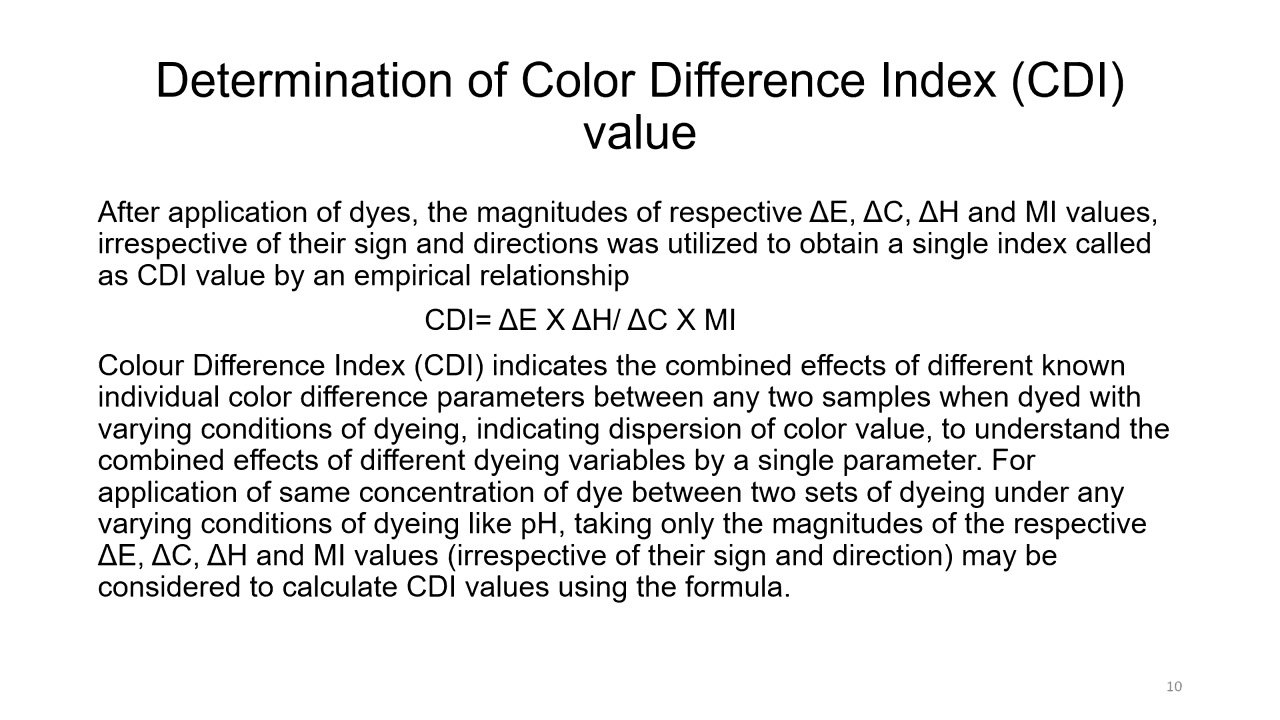 Determination of Color Difference Index (CDI)
value
After application of dyes, the magnitudes of respective ΔE, ΔC, ΔH and MI values,
irrespective of their sign and directions was utilized to obtain a single index called
as CDI value by an empirical relationship
CDI= ΔE X ΔH/ ΔC X MI
Colour Difference Index (CDI) indicates the combined effects of different known
individual color difference parameters between any two samples when dyed with
varying conditions of dyeing, indicating dispersion of color value, to understand the
combined effects of different dyeing variables by a single parameter. For
application of same concentration of dye between two sets of dyeing under any
varying conditions of dyeing like pH, taking only the magnitudes of the respective
ΔE, ΔC, ΔH and MI values (irrespective of their sign and direction) may be
considered to calculate CDI values using the formula.
10